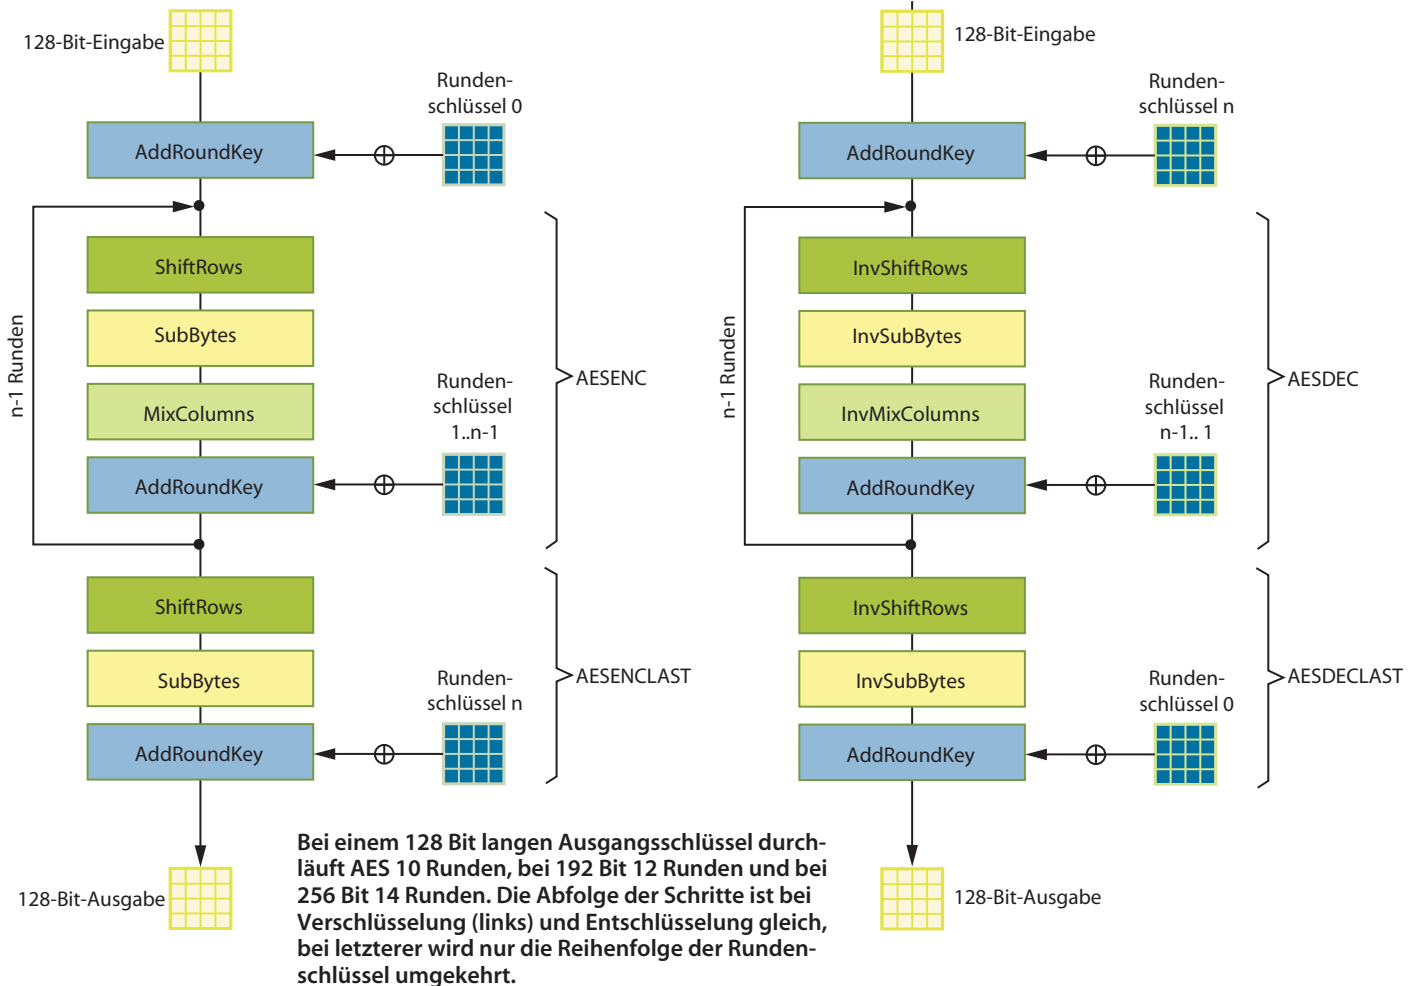 128-Bit-Eingabe
Runden-
schlüssel 0
AddRoundKey
n-1 Runden
ShiftRows
SubBytes
MixColumns
AddRoundKey
Runden-
schlüssel
1..n-1
AESENC
ShiftRows
SubBytes
AddRoundKey
Runden-
schlüssel n
AESENCLAST
128-Bit-Ausgabe
128-Bit-Eingabe
Runden-
schlüssel n
AddRoundKey
n-1 Runden
InvShiftRows
InvSubBytes
InvMixColumns
AddRoundKey
Runden-
schlüssel
n-1.. 1
AESDEC
InvShiftRows
InvSubBytes
AddRoundKey
Runden-
schlüssel 0
AESDECLAST
128-Bit-Ausgabe
Bei einem 128 Bit langen Ausgangsschlüssel durch-
läuft AES 10 Runden, bei 192 Bit 12 Runden und bei
256 Bit 14 Runden. Die Abfolge der Schritte ist bei
Verschlüsselung (links) und Entschlüsselung gleich,
bei letzterer wird nur die Reihenfolge der Runden-
schlüssel umgekehrt.